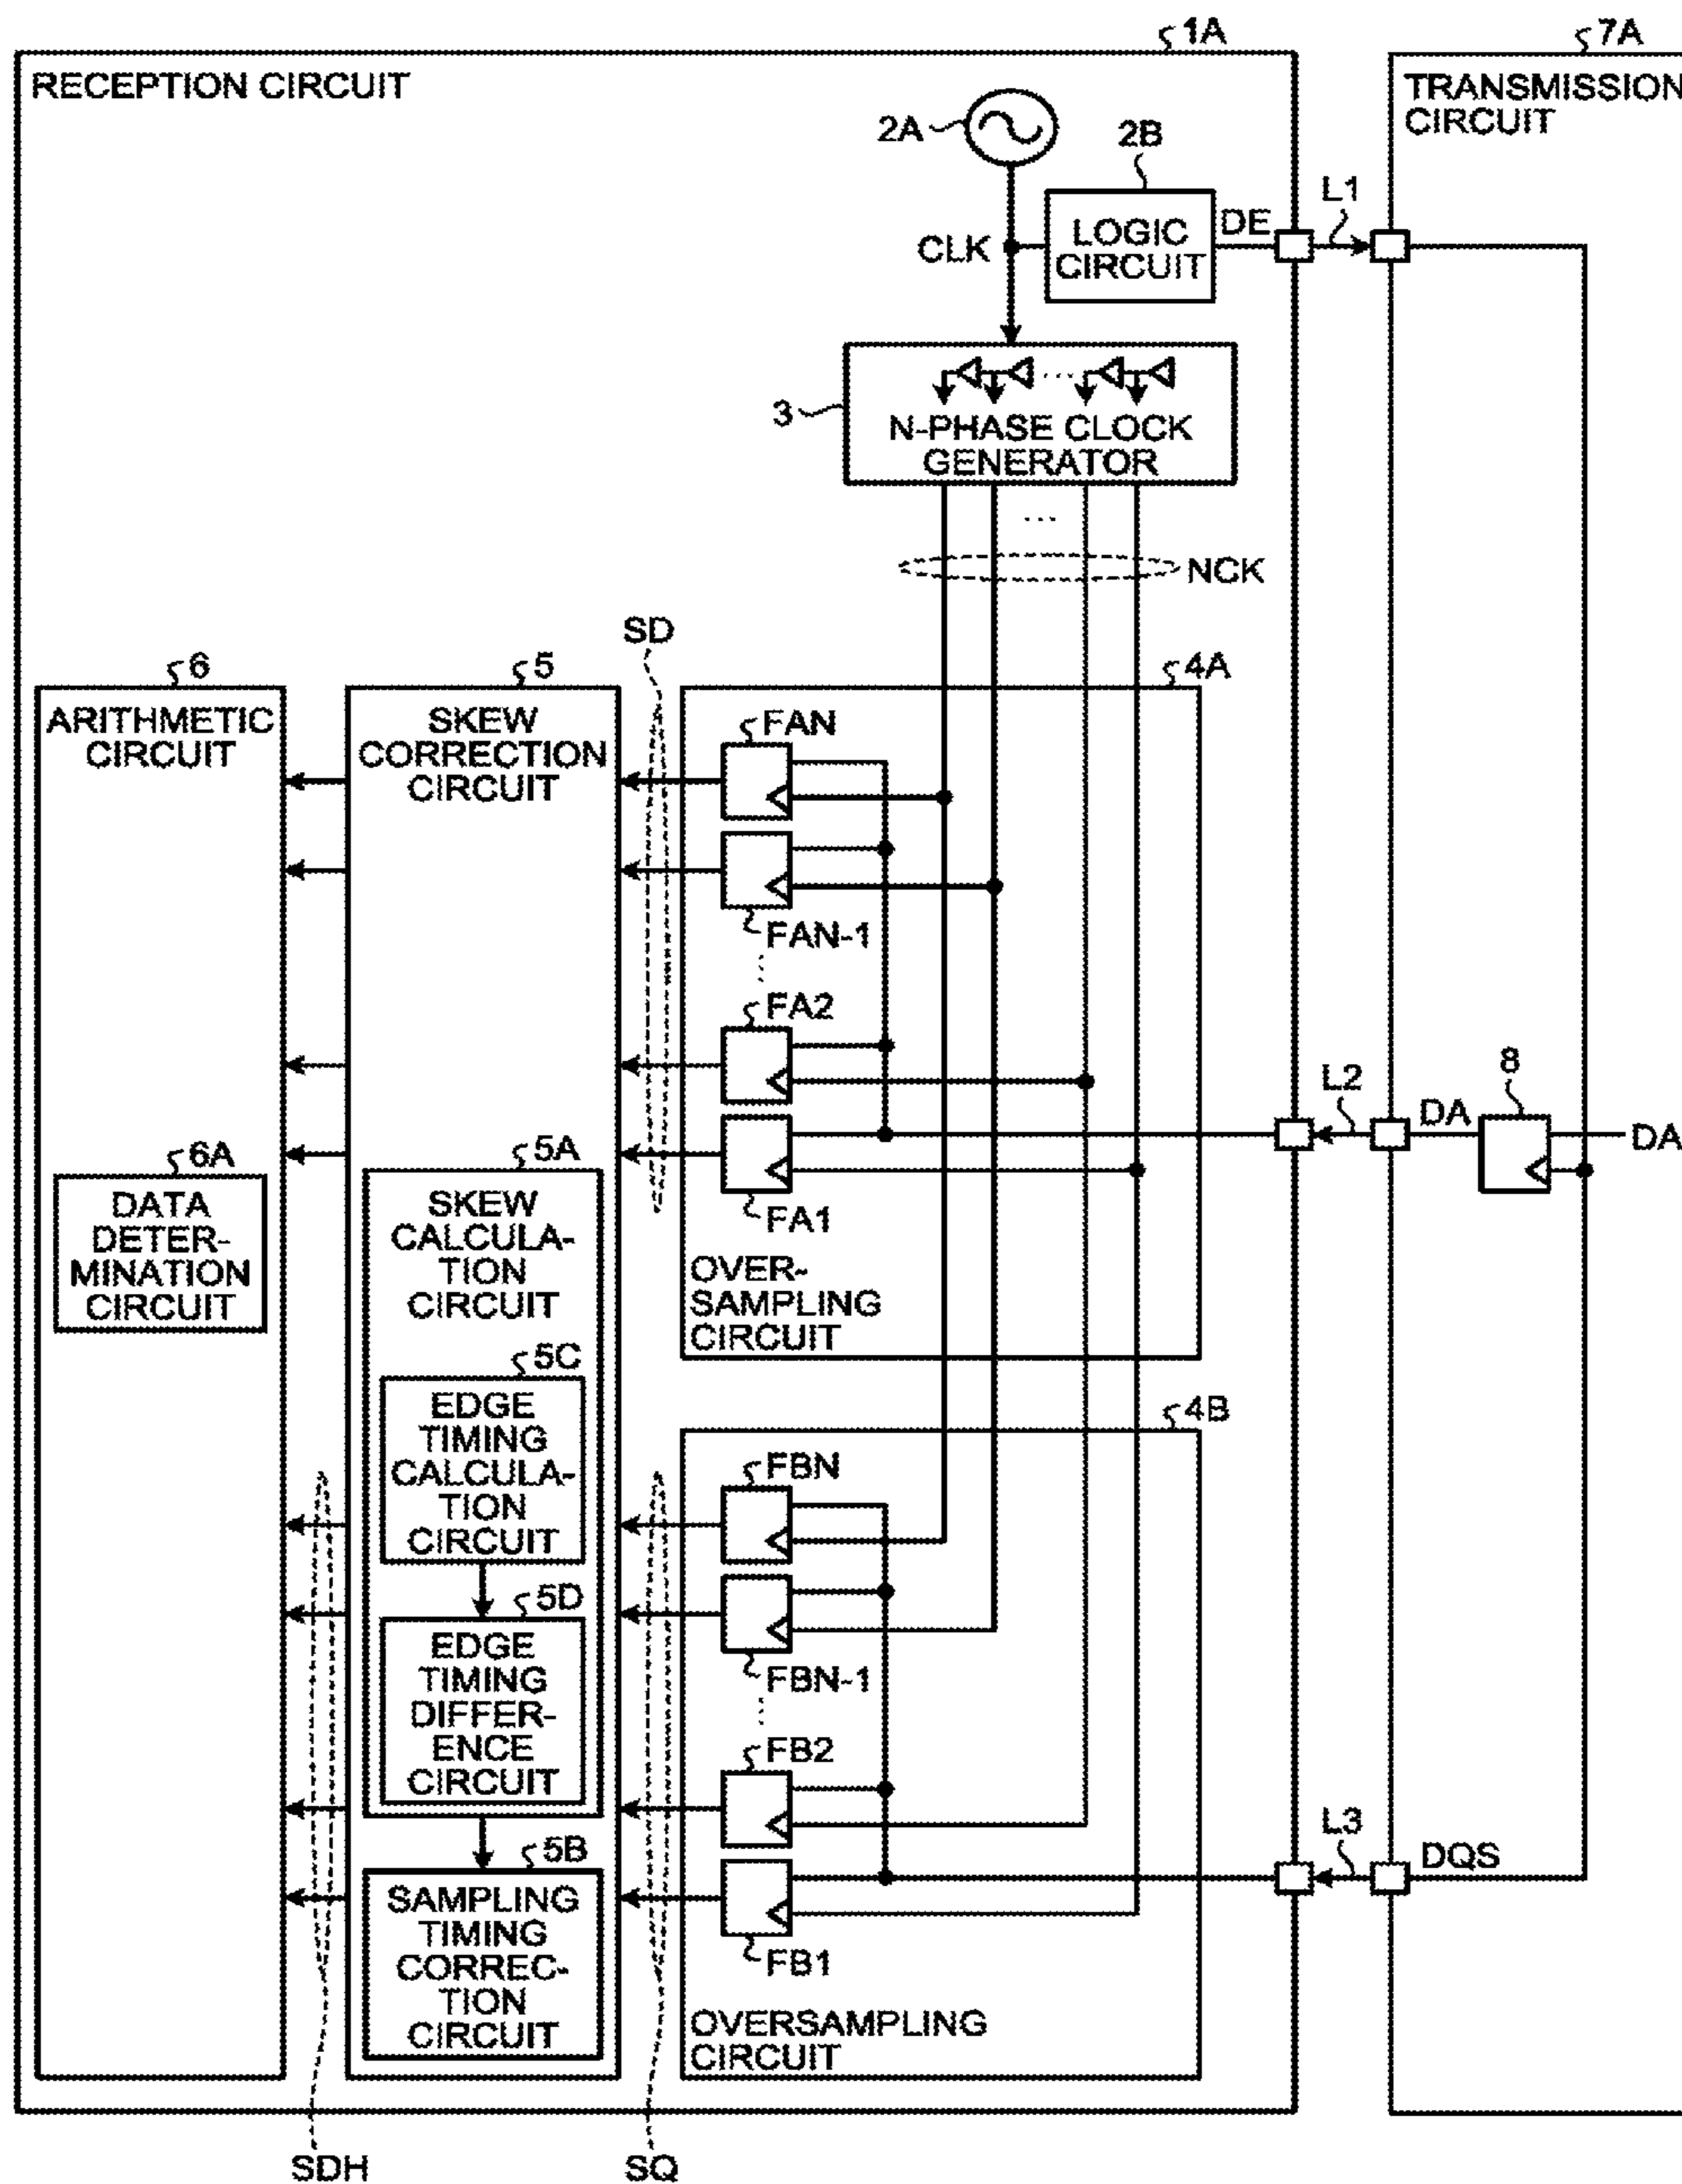 1A
7A
RECEPTION CIRCUIT
TRANSMISSION
CIRCUIT
2A
2B
LOGIC
CIRCUIT
DE
L1
CLK
3
N-PHASE CLOCK
GENERATOR
...
NCK
SD
6
5
4A
ARITHMETIC
CIRCUIT
SKEW
CORRECTION
CIRCUIT
FAN
FAN-1
FA2
FA1
OVER-
SAMPLING
CIRCUIT
L2
DA
8
DA
6A
DATA
DETER-
MINATION
CIRCUIT
5A
SKEW
CALCULA-
TION
CIRCUIT
5C
EDGE
TIMING
CALCULA-
TION
CIRCUIT
5D
EDGE
TIMING
DIFFER-
ENCE
CIRCUIT
5B
SAMPLING
TIMING
CORREC-
TION
CIRCUIT
4B
FBN
FBN-1
FB2
FB1
OVERSAMPLING
CIRCUIT
L3
DQS
SDH
SQ